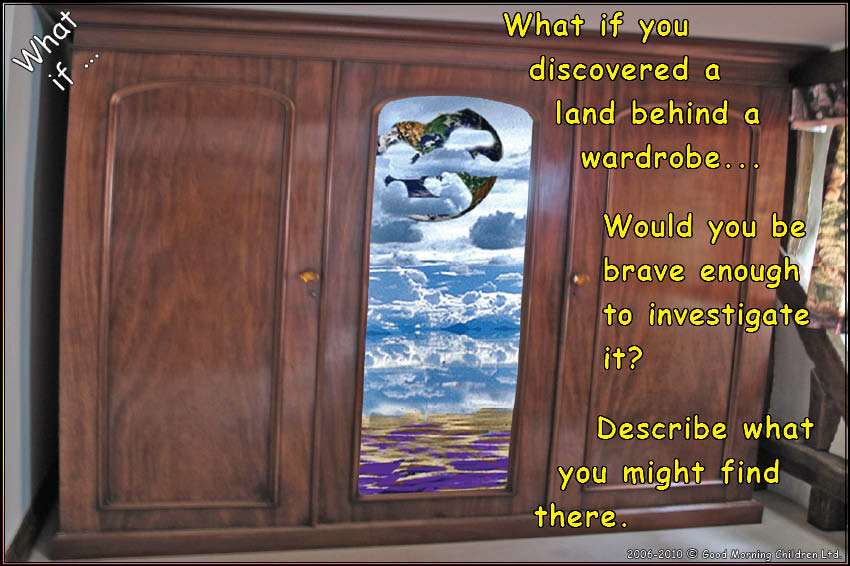 What
if ...
What if you
discovered a
land behind a
wardrobe...
Would you be
brave enough
to investigate
it?
Describe what
you might find
there.
2006-2010 © Good Morning Children Ltd.